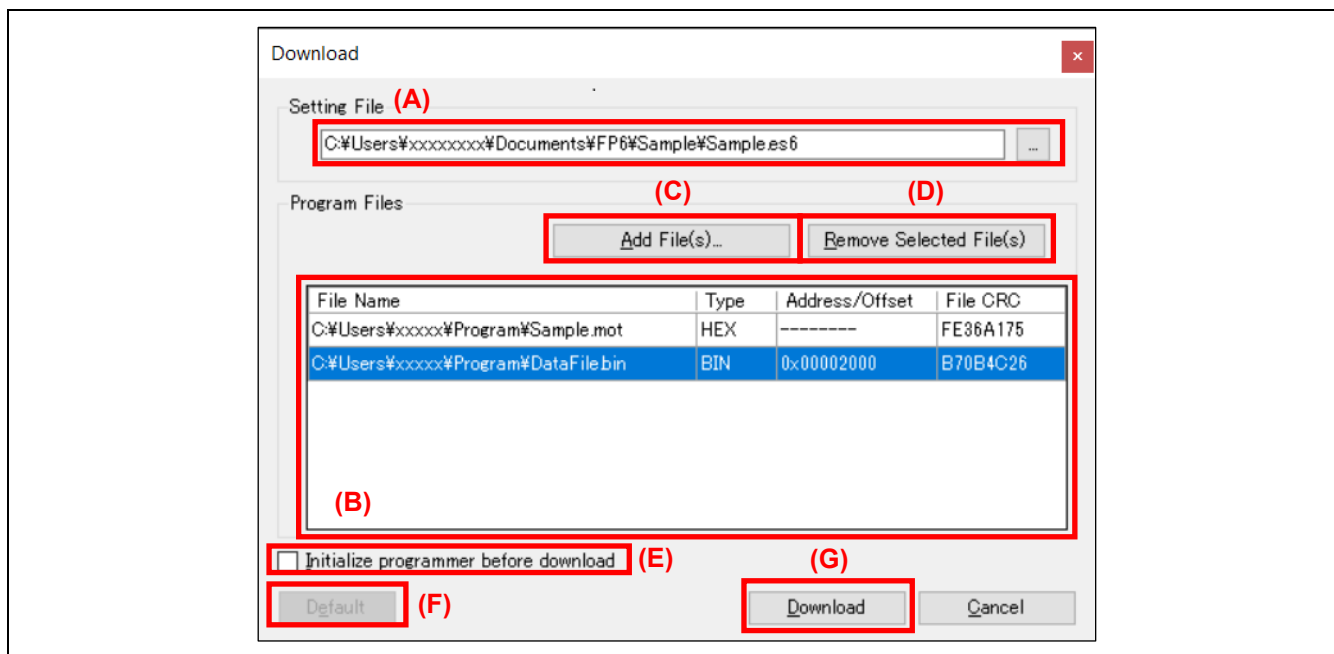 Download
Setting File (A)
C:¥Users¥xxxxxxxx¥Documents¥FP6¥Sample¥Sample.es6 ...
(C) (D)
Program Files
Add File(s)... Remove Selected File(s)
File Name Type Address/Offset File CRC
C:¥Users¥xxxxx¥Program¥Sample.mot HEX -------- FE36A175
C:¥Users¥xxxxx¥Program¥DataFile.bin BIN 0x00002000 B70B4C26
(B)
Initialize programmer before download (E) (G)
Default (F) Download Cancel